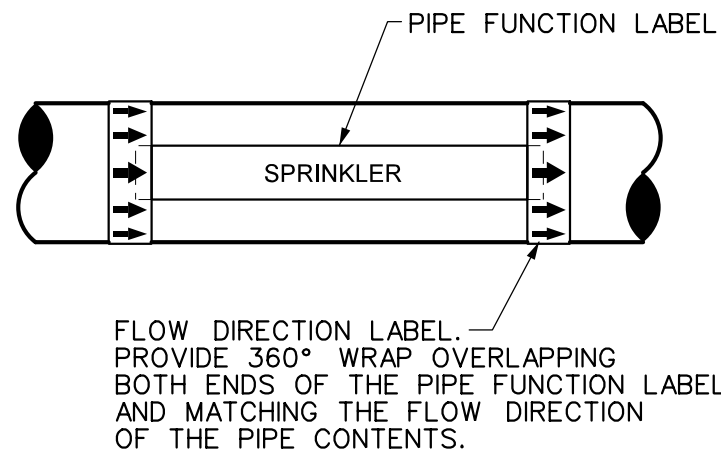 PIPE FUNCTION LABEL
SPRINKLER
FLOW DIRECTION LABEL.
PROVIDE 360° WRAP OVERLAPPING
BOTH ENDS OF THE PIPE FUNCTION LABEL
AND MATCHING THE FLOW DIRECTION
OF THE PIPE CONTENTS.